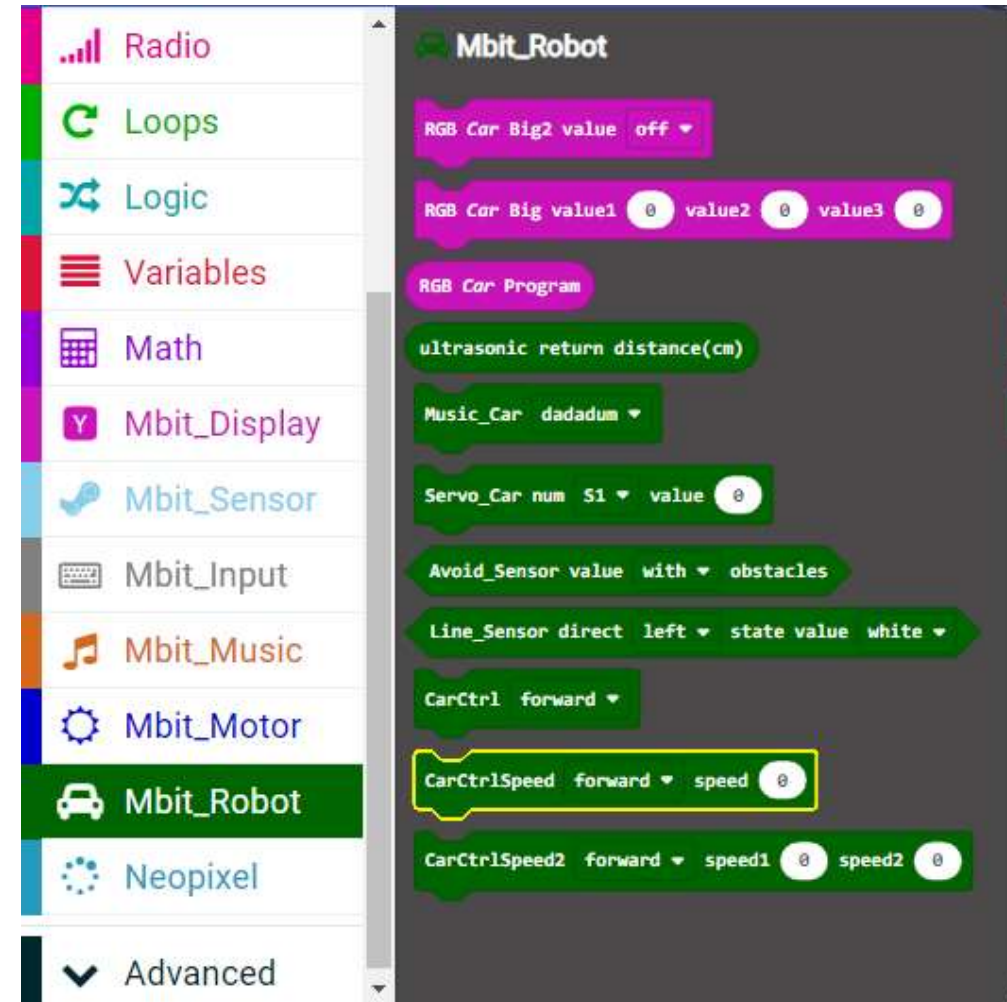 Radio
Loops
Logic
Variables
Math
Y Mbit_Display
Mbit_Sensor
Mbit_Input
Mbit_Music
Mbit_Motor
Mbit_Robot
Neopixel
Advanced
Mbit_Robot
RGB Car Big2 value off
RGB Car Big value1 0 value2 0 value3 0
RGB Car Program
ultrasonic return distance(cm)
Music_Car dadadum
Servo_Car num S1 value 0
Avoid_Sensor value with obstacles
Line_Sensor direct left state value white
CarCtrl forward
CarCtrlSpeed forward speed 0
CarCtrlSpeed2 forward speed1 0 speed2 0